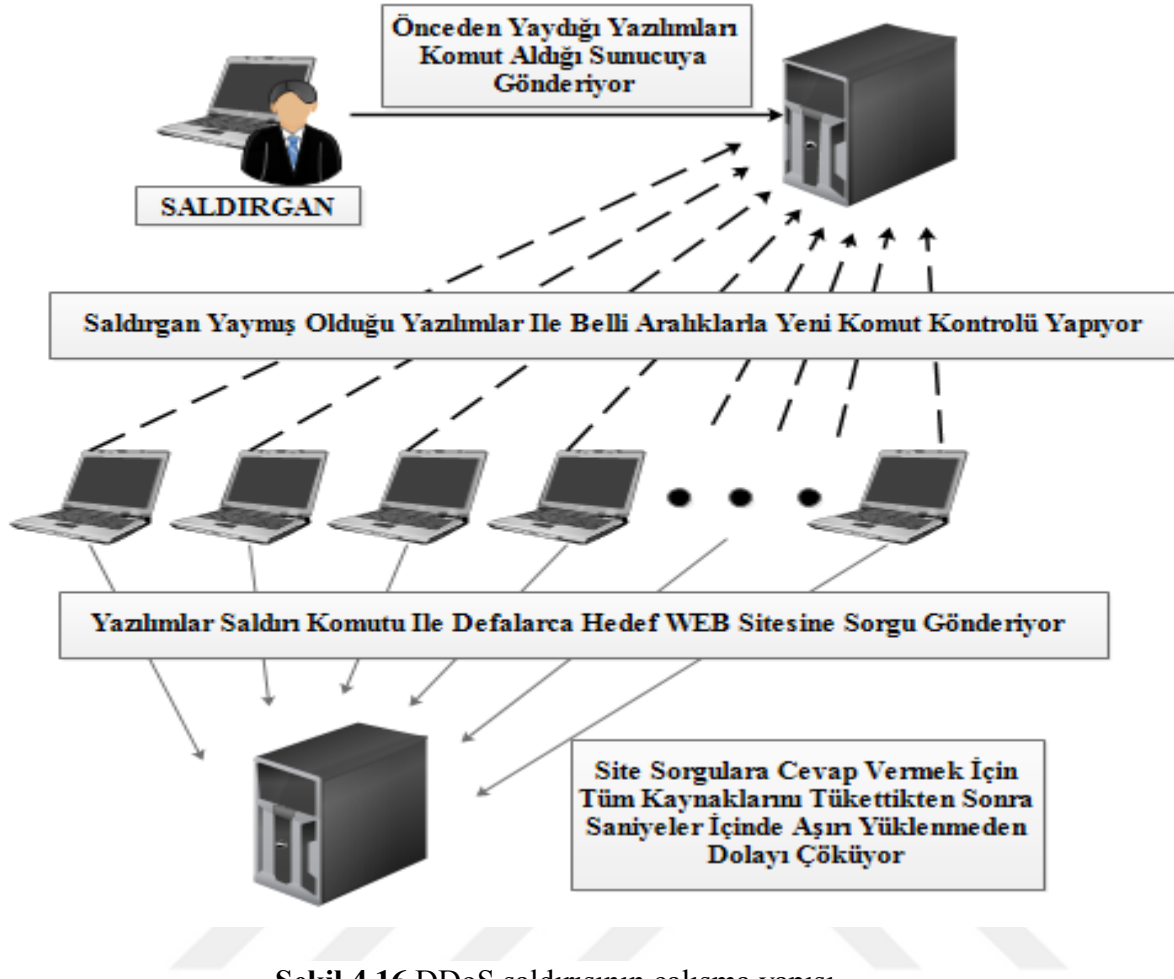 Önceden Yaydığı Yazılımları
Komut Aldığı Sunucuya
Gönderiyor
SALDIRGAN
Saldırgan Yaymış Olduğu Yazılımlar Ile Belli Aralıklarla Yeni Komut Kontrolü Yapıyor
Yazılımlar Saldırı Komutu Ile Defalarca Hedef WEB Sitesine Sorgu Gönderiyor
Site Sorgulara Cevap Vermek İçin
Tüm Kaynaklarını Tükettikten Sonra
Saniyeler İçinde Aşırı Yüklenmeden
Dolayı Çöküyor
Şekil 4.16 DDoS saldırısının çalışma yapısı